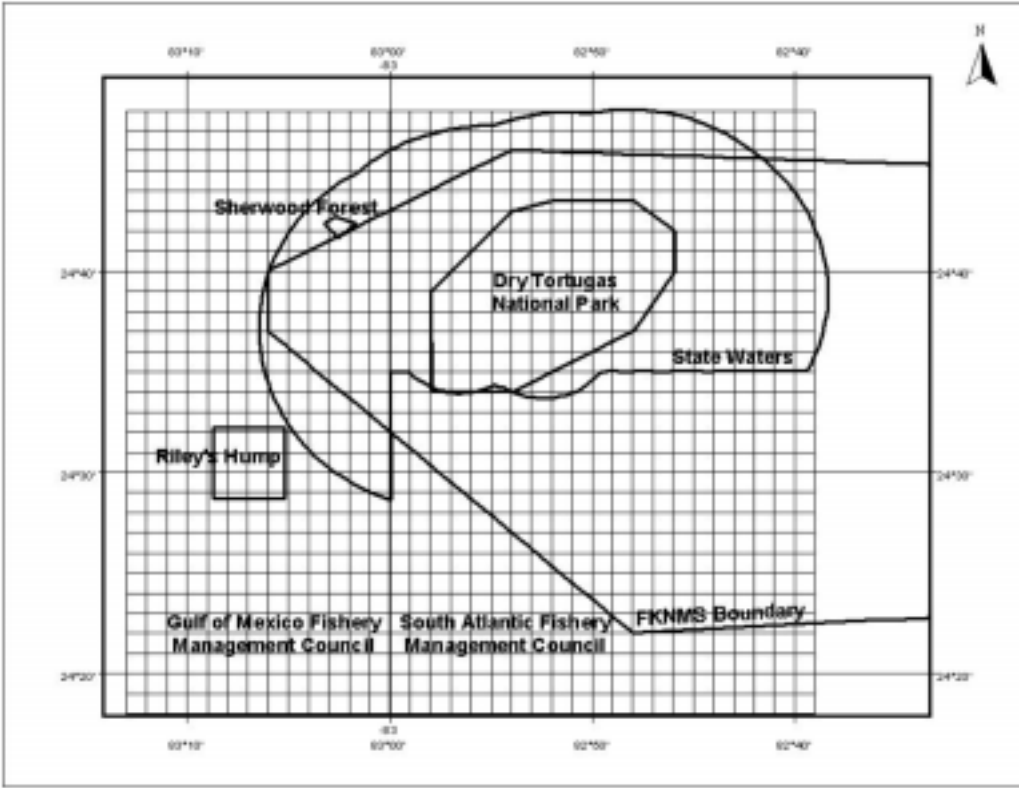 N
83°10' 83°00' 82°50' 82°40'
-83
Sherwood Forest
24°40' 24°40'
Dry Tortugas
National Park
State Waters
Riley's Hump
24°30' 24°30'
FKNMS Boundary
Gulf of Mexico Fishery
Management Council
South Atlantic Fishery
Management Council
24°20' 24°20'
-83
83°10' 83°00' 82°50' 82°40'